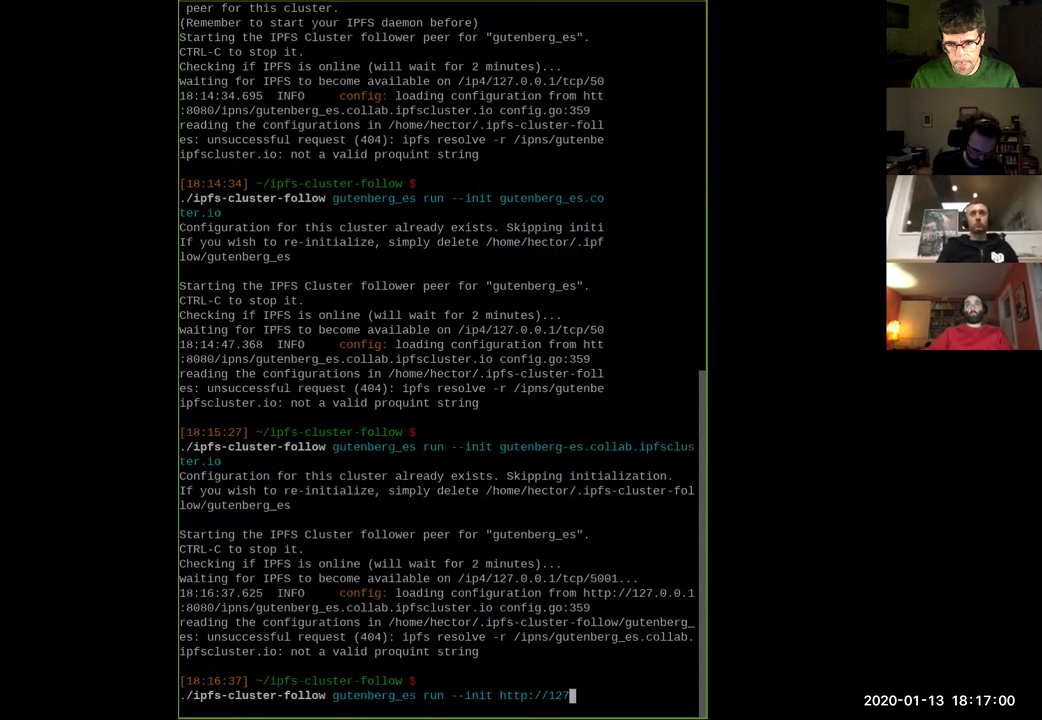 peer for this cluster.
(Remember to start your IPFS daemon before)
Starting the IPFS Cluster follower peer for "gutenberg_es".
CTRL-C to stop it.
Checking if IPFS is online (will wait for 2 minutes)...
waiting for IPFS to become available on /ip4/127.0.0.1/tcp/50
18:14:34.695  INFO     config: loading configuration from htt
:8080/ipns/gutenberg_es.collab.ipfscluster.io config.go:359
reading the configurations in /home/hector/.ipfs-cluster-foll
es: unsuccessful request (404): ipfs resolve -r /ipns/gutenbe
ipfscluster.io: not a valid proquint string
[18:14:34] ~/ipfs-cluster-follow $
./ipfs-cluster-follow gutenberg_es run --init gutenberg_es.co
ter.io
Configuration for this cluster already exists. Skipping initi
If you wish to re-initialize, simply delete /home/hector/.ipf
low/gutenberg_es
Starting the IPFS Cluster follower peer for "gutenberg_es".
CTRL-C to stop it.
Checking if IPFS is online (will wait for 2 minutes)...
waiting for IPFS to become available on /ip4/127.0.0.1/tcp/50
18:14:47.368  INFO     config: loading configuration from htt
:8080/ipns/gutenberg_es.collab.ipfscluster.io config.go:359
reading the configurations in /home/hector/.ipfs-cluster-foll
es: unsuccessful request (404): ipfs resolve -r /ipns/gutenbe
ipfscluster.io: not a valid proquint string
[18:15:27] ~/ipfs-cluster-follow $
./ipfs-cluster-follow gutenberg_es run --init gutenberg-es.collab.ipfsclus
ter.io
Configuration for this cluster already exists. Skipping initialization.
If you wish to re-initialize, simply delete /home/hector/.ipfs-cluster-fol
low/gutenberg_es
Starting the IPFS Cluster follower peer for "gutenberg_es".
CTRL-C to stop it.
Checking if IPFS is online (will wait for 2 minutes)...
waiting for IPFS to become available on /ip4/127.0.0.1/tcp/5001...
18:16:37.625  INFO     config: loading configuration from http://127.0.0.1
:8080/ipns/gutenberg_es.collab.ipfscluster.io config.go:359
reading the configurations in /home/hector/.ipfs-cluster-follow/gutenberg_
es: unsuccessful request (404): ipfs resolve -r /ipns/gutenberg_es.collab.
ipfscluster.io: not a valid proquint string
[18:16:37] ~/ipfs-cluster-follow $
./ipfs-cluster-follow gutenberg_es run --init http://127
2020-01-13 18:17:00